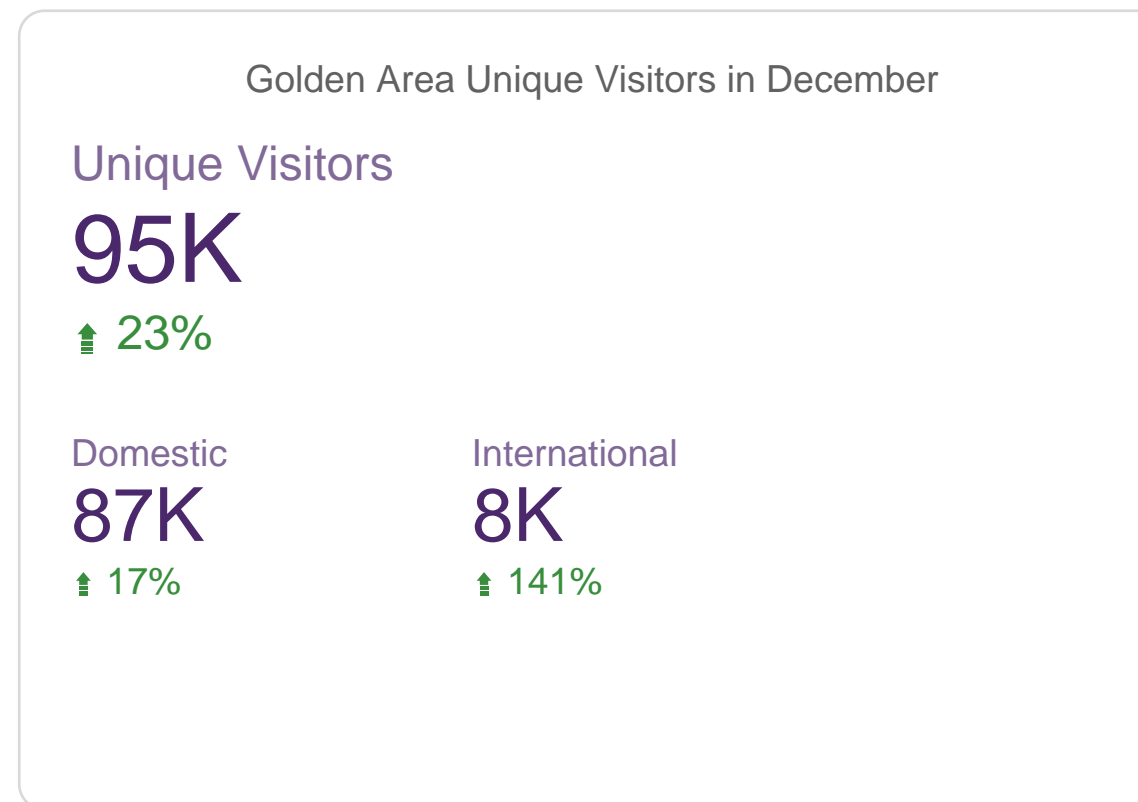 Golden Area Unique Visitors in December
Unique Visitors
95K
23%
Domestic
87K
17%
International
8K
141%